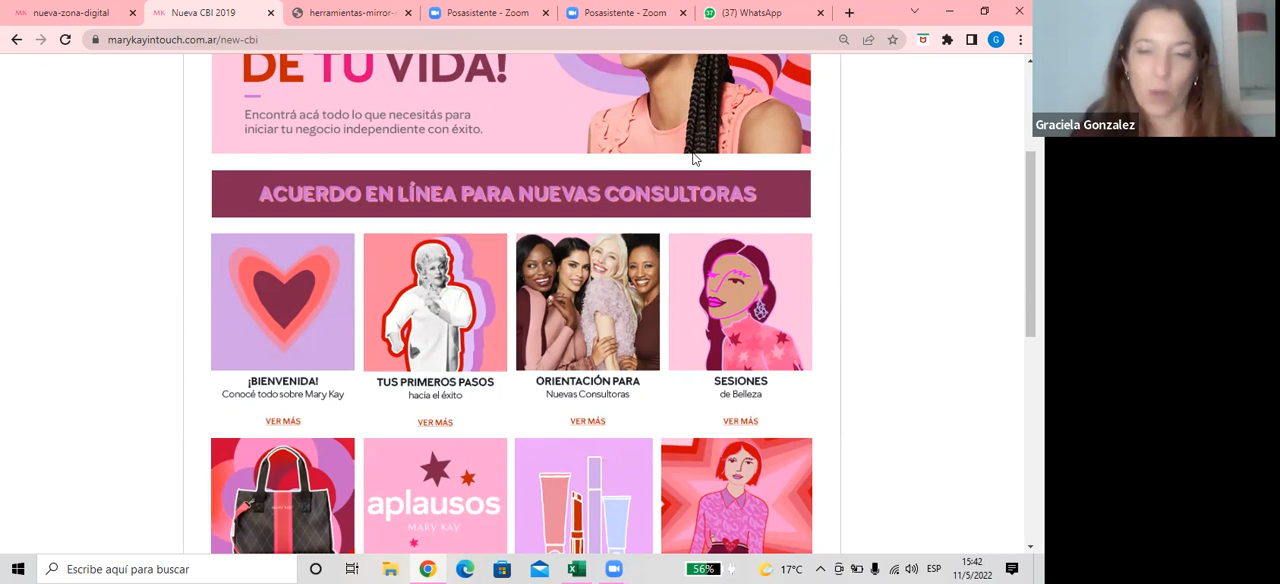 nueva-zona-digital
Nueva CBI 2019
herramientas-mirror-
Posasistente - Zoom
Posasistente - Zoom
(37) WhatsApp
marykayintouch.com.ar/new-cbi
DE TU VIDA!
Encontrá acá todo lo que necesitás para
iniciar tu negocio independiente con éxito.
Graciela Gonzalez
ACUERDO EN LÍNEA PARA NUEVAS CONSULTORAS
¡BIENVENIDA!
Conocé todo sobre Mary Kay
VER MÁS
TUS PRIMEROS PASOS
hacia el éxito
VER MÁS
ORIENTACIÓN PARA
Nuevas Consultoras
VER MÁS
SESIONES
de Belleza
VER MÁS
aplausos
MARY KAY
Escribe aquí para buscar
56%
17°C
ESP
15:42
11/5/2022